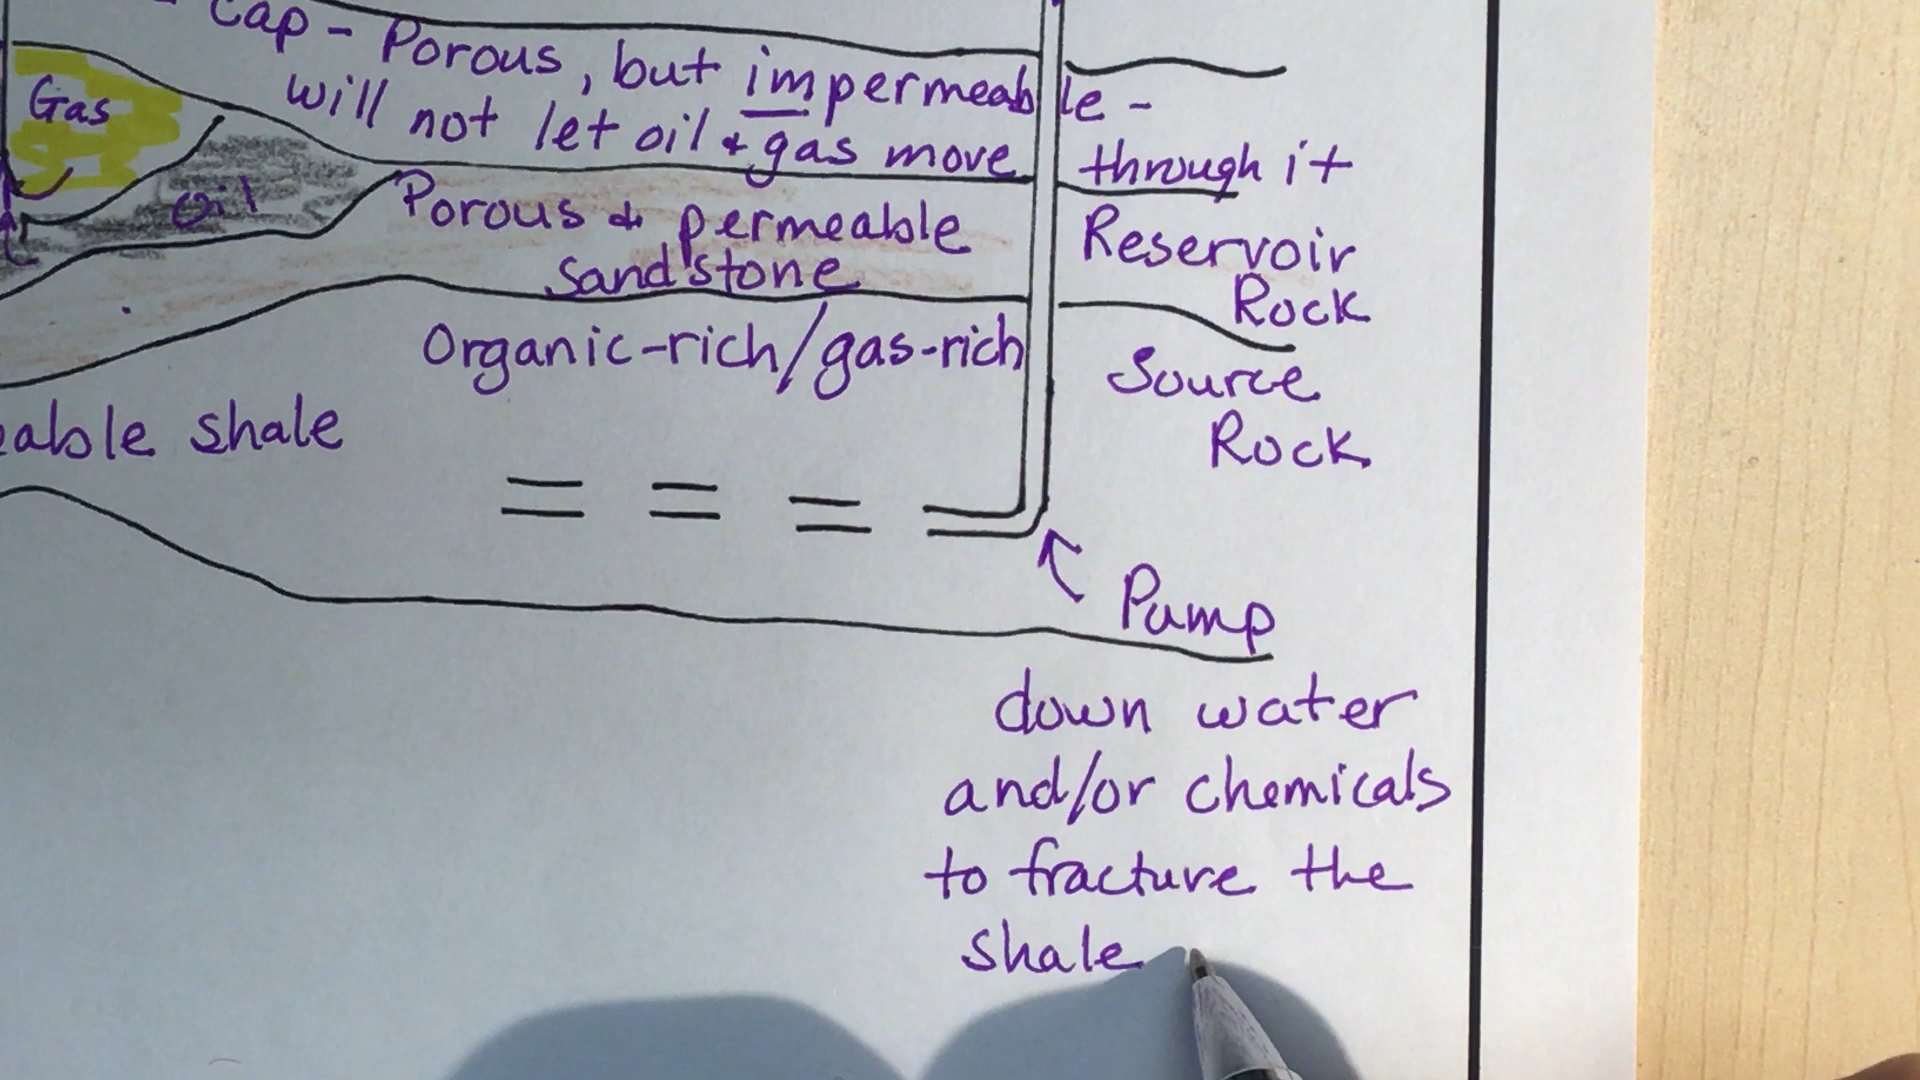 Cap - Porous, but impermeable -
will not let oil & gas move through it
Gas
Oil
Porous & permeable
Sandstone
Reservoir
Rock
Organic-rich/gas-rich
Source
Rock
shale
Pump
down water
and/or chemicals
to fracture the
shale